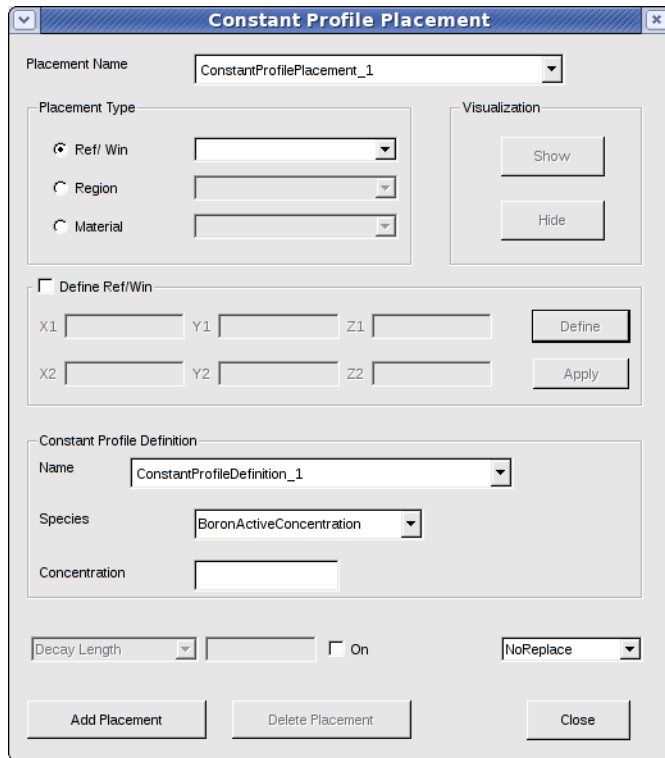 Constant Profile Placement
Placement Name ConstantProfilePlacement_1
Placement Type Visualization
Ref/ Win Show
Region
Material Hide
Define Ref/Win
X1 Y1 Z1 Define
X2 Y2 Z2 Apply
Constant Profile Definition
Name ConstantProfileDefinition_1
Species BoronActiveConcentration
Concentration
Decay Length On NoReplace
Add Placement Delete Placement Close